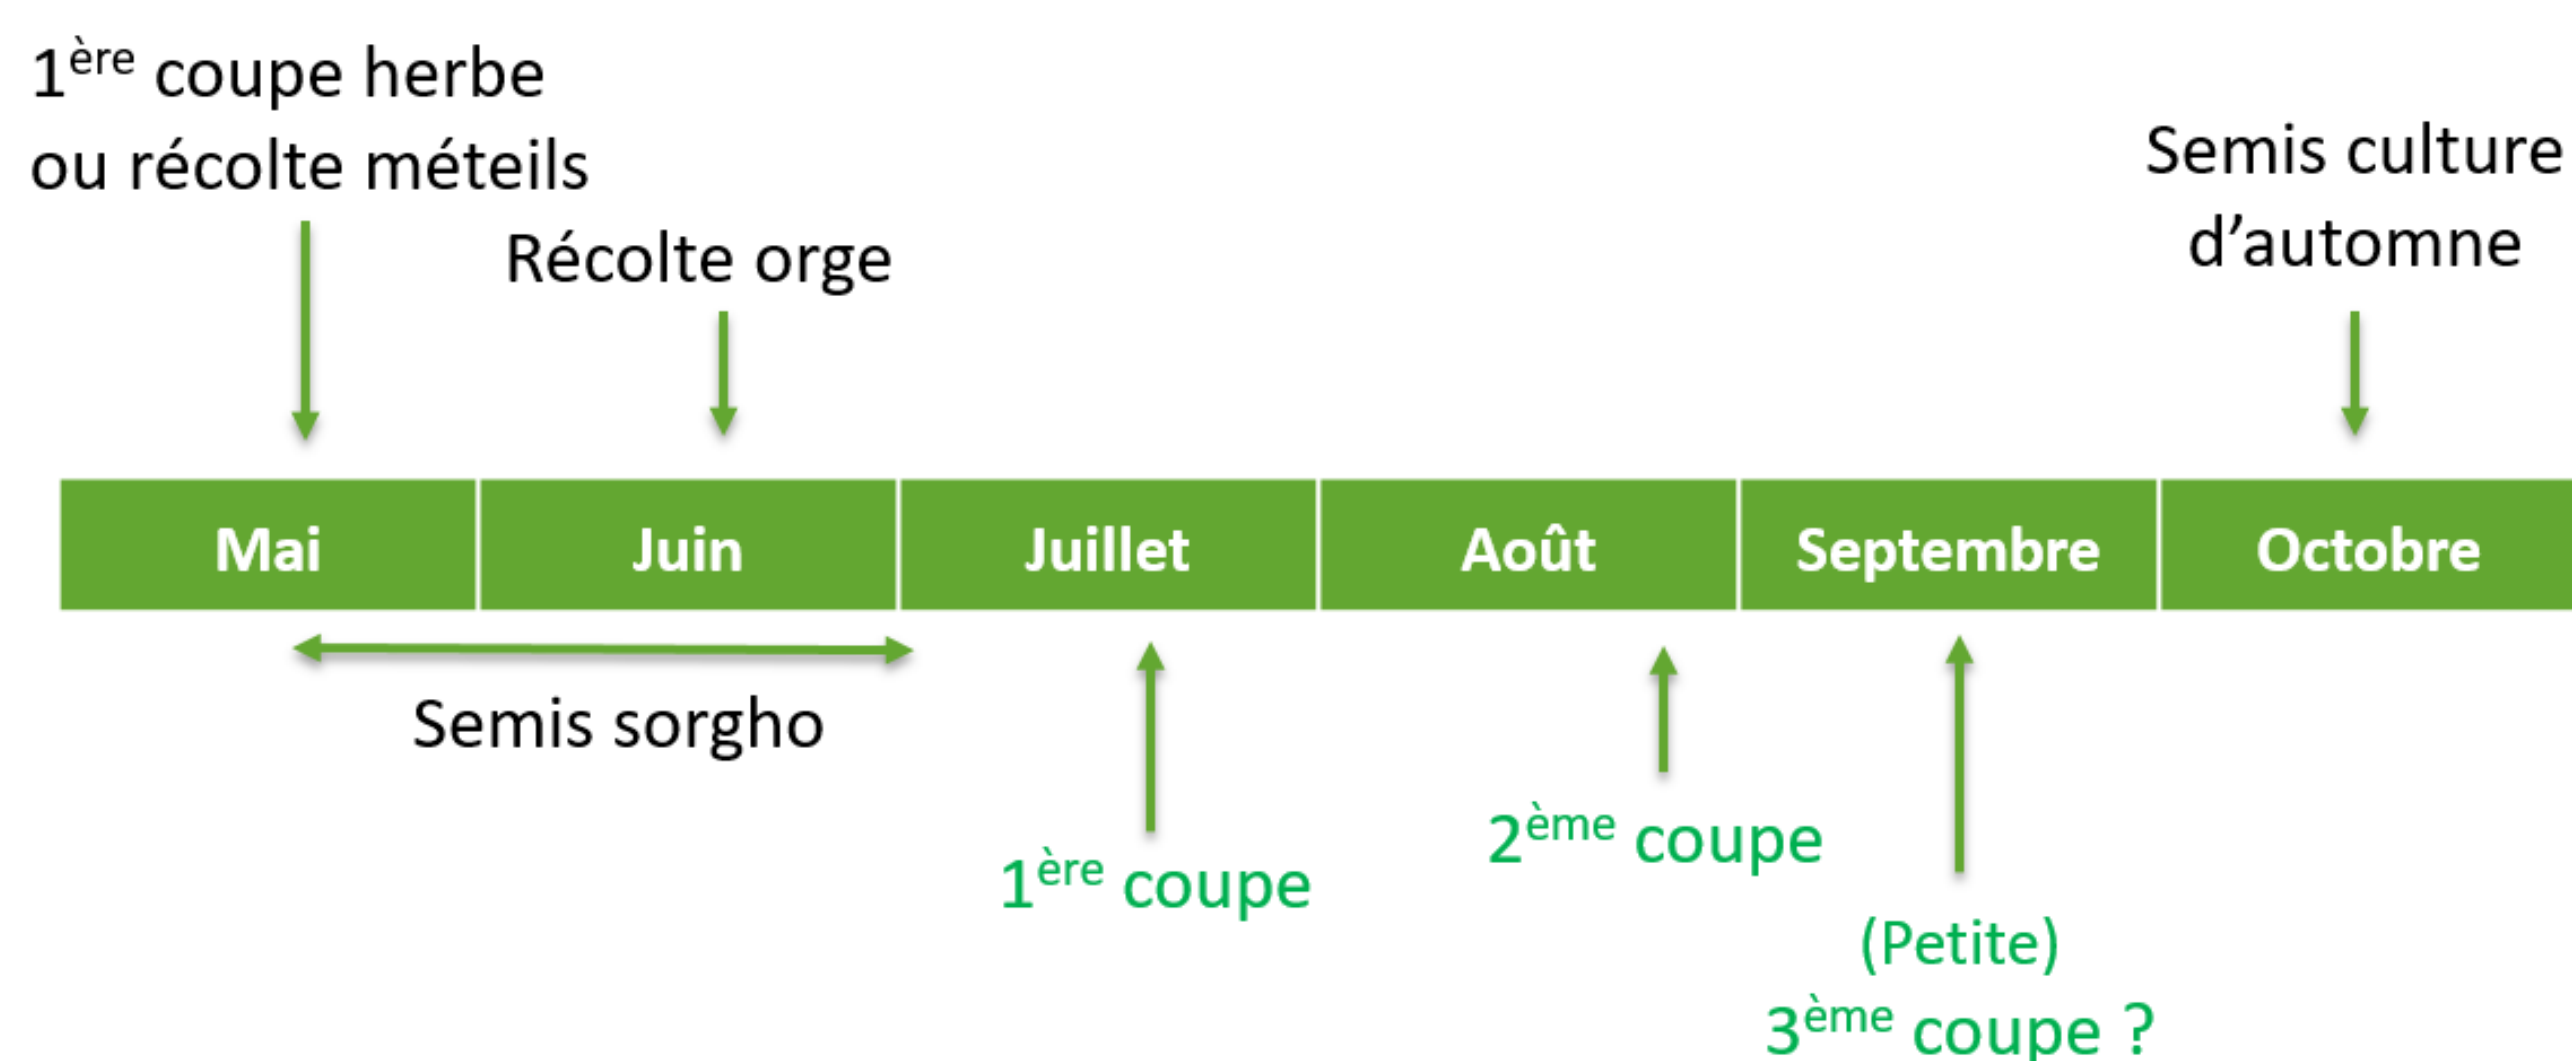 1ère coupe herbe
ou récolte méteils
Récolte orge
Semis culture
d’automne
Mai
Juin
Juillet
Août
Septembre
Octobre
Semis sorgho
1ère coupe
2ème coupe
(Petite)
3ème coupe ?